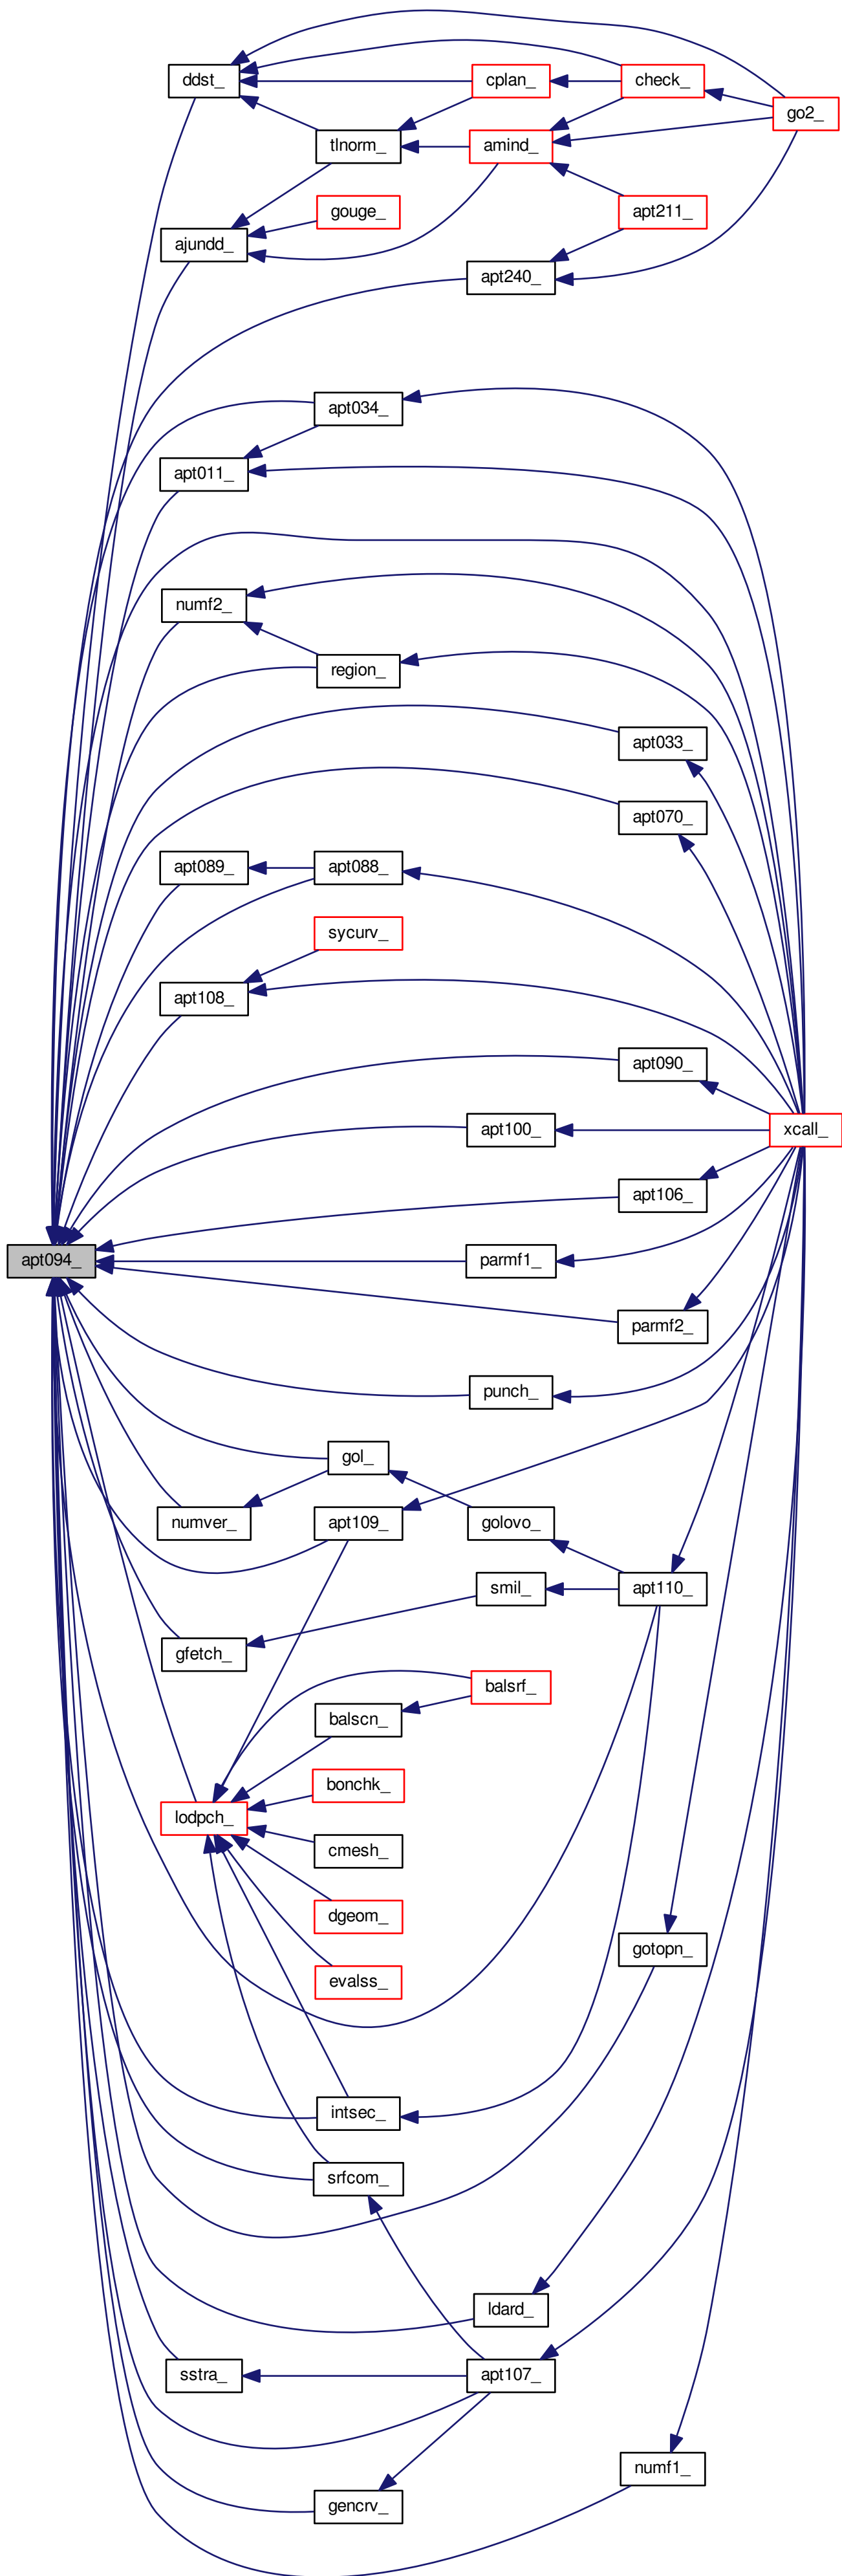 ddst_
cplan_
check_
go2_
tlnorm_
amind_
gouge_
apt211_
ajundd_
apt240_
apt034_
apt011_
numf2_
region_
apt033_
apt070_
apt089_
apt088_
sycurv_
apt108_
apt090_
apt100_
xcall_
apt106_
apt094_
parmf1_
parmf2_
punch_
gol_
numver_
apt109_
golovo_
smil_
apt110_
gfetch_
balsrf_
balscn_
bonchk_
lodpch_
cmesh_
dgeom_
gotopn_
evalss_
intsec_
srfcom_
ldard_
sstra_
apt107_
numf1_
gencrv_